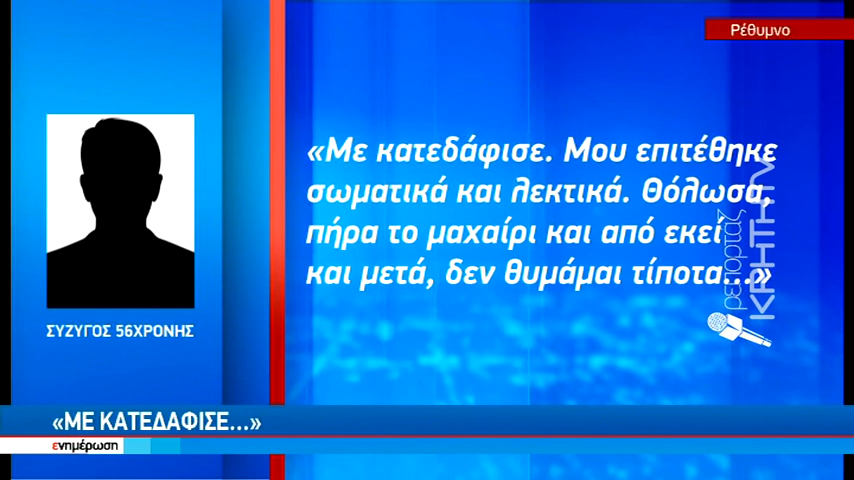 Ρέθυμνο
«Με κατεδάφισε. Μου επιτέθηκε
σωματικά και λεκτικά. Θόλωσα,
πήρα το μαχαίρι και από εκεί
και μετά, δεν θυμάμαι τίποτα...»
ρεπορτάζ
ΚΡΗΤΗ TV
ΣΥΖΥΓΟΣ 56ΧΡΟΝΗΣ
«ΜΕ ΚΑΤΕΔΑΦΙΣΕ...»
ενημέρωση